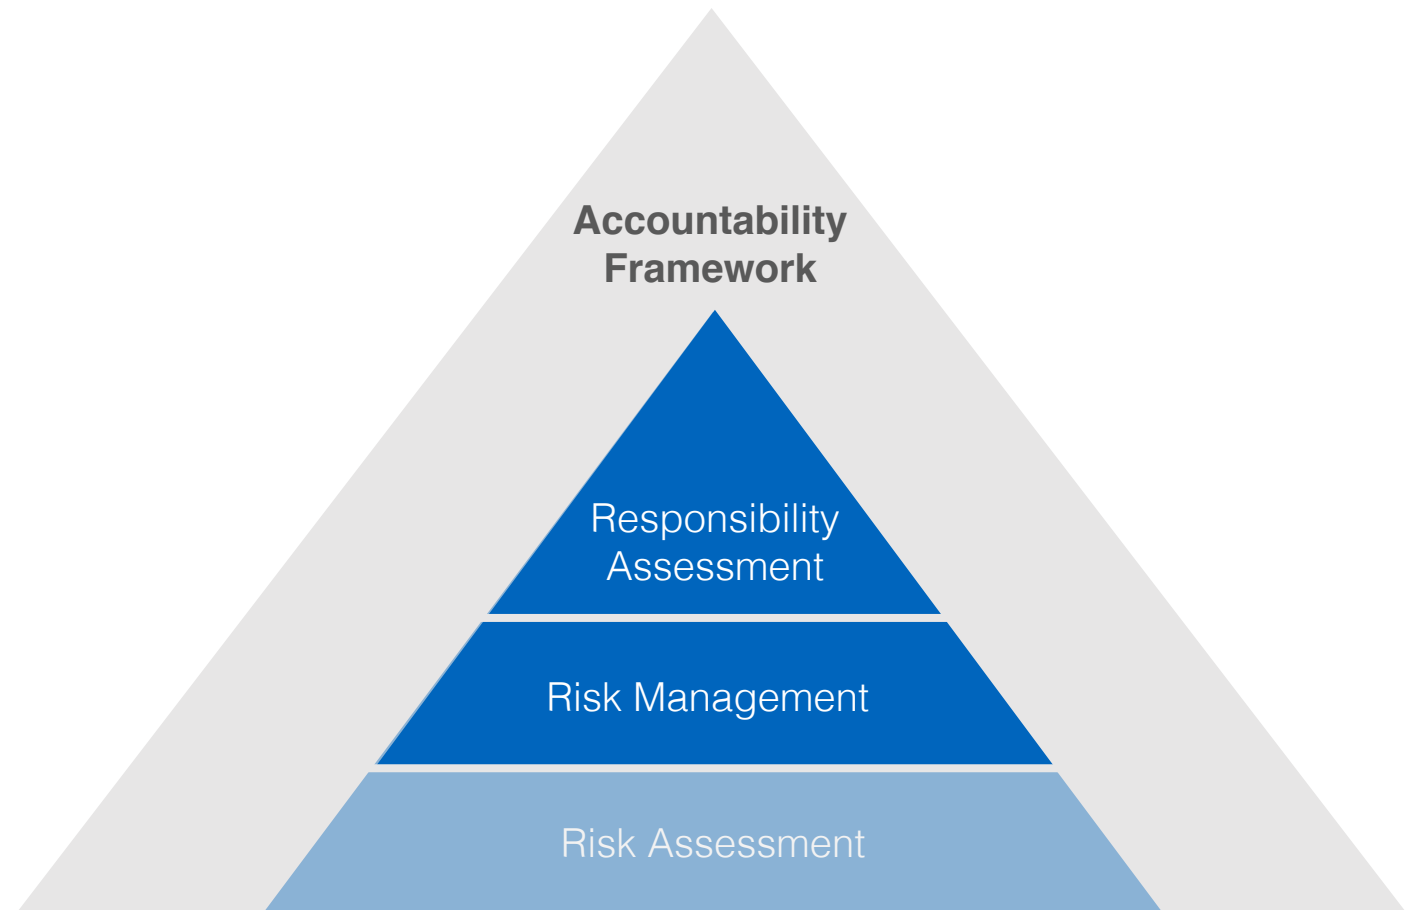 Accountability
Framework
Responsibility
Assessment
Risk Management
Risk Assessment